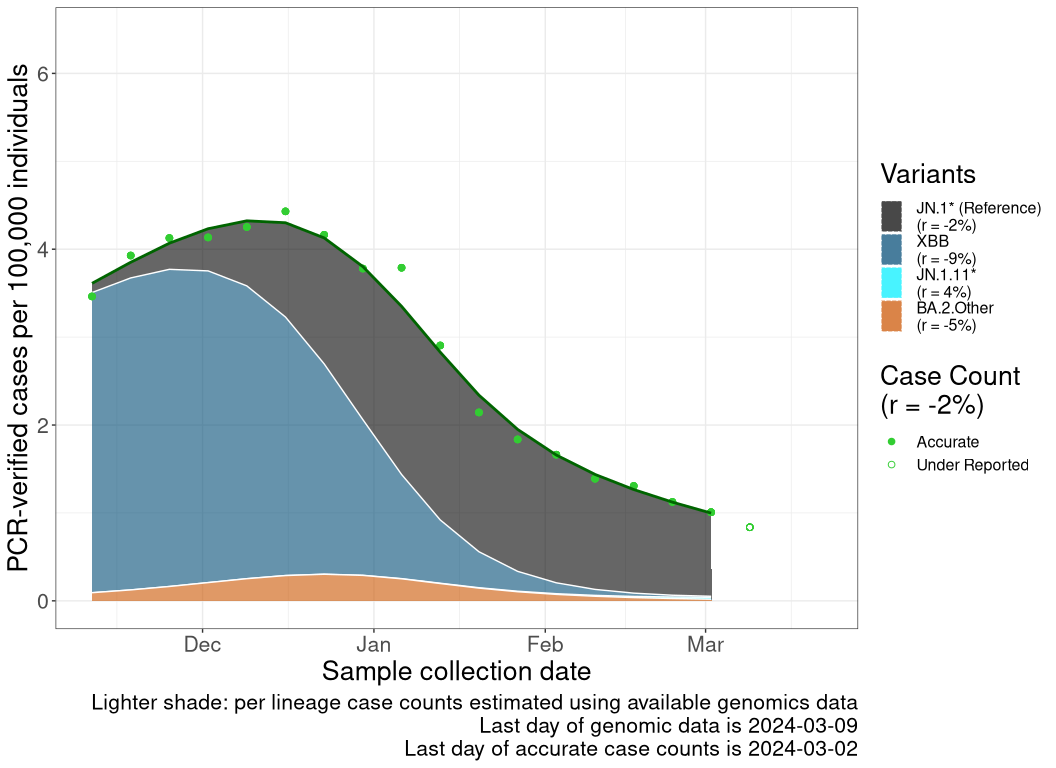 PCR-verified cases per 100,000 individuals
6
4
2
0
Dec
Jan
Feb
Mar
Sample collection date
Lighter shade: per lineage case counts estimated using available genomics data
Last day of genomic data is 2024-03-09
Last day of accurate case counts is 2024-03-02
Variants
JN.1* (Reference)
(r = -2%)
XBB
(r = -9%)
JN.1.11*
(r = 4%)
BA.2.Other
(r = -5%)
Case Count
(r = -2%)
Accurate
Under Reported